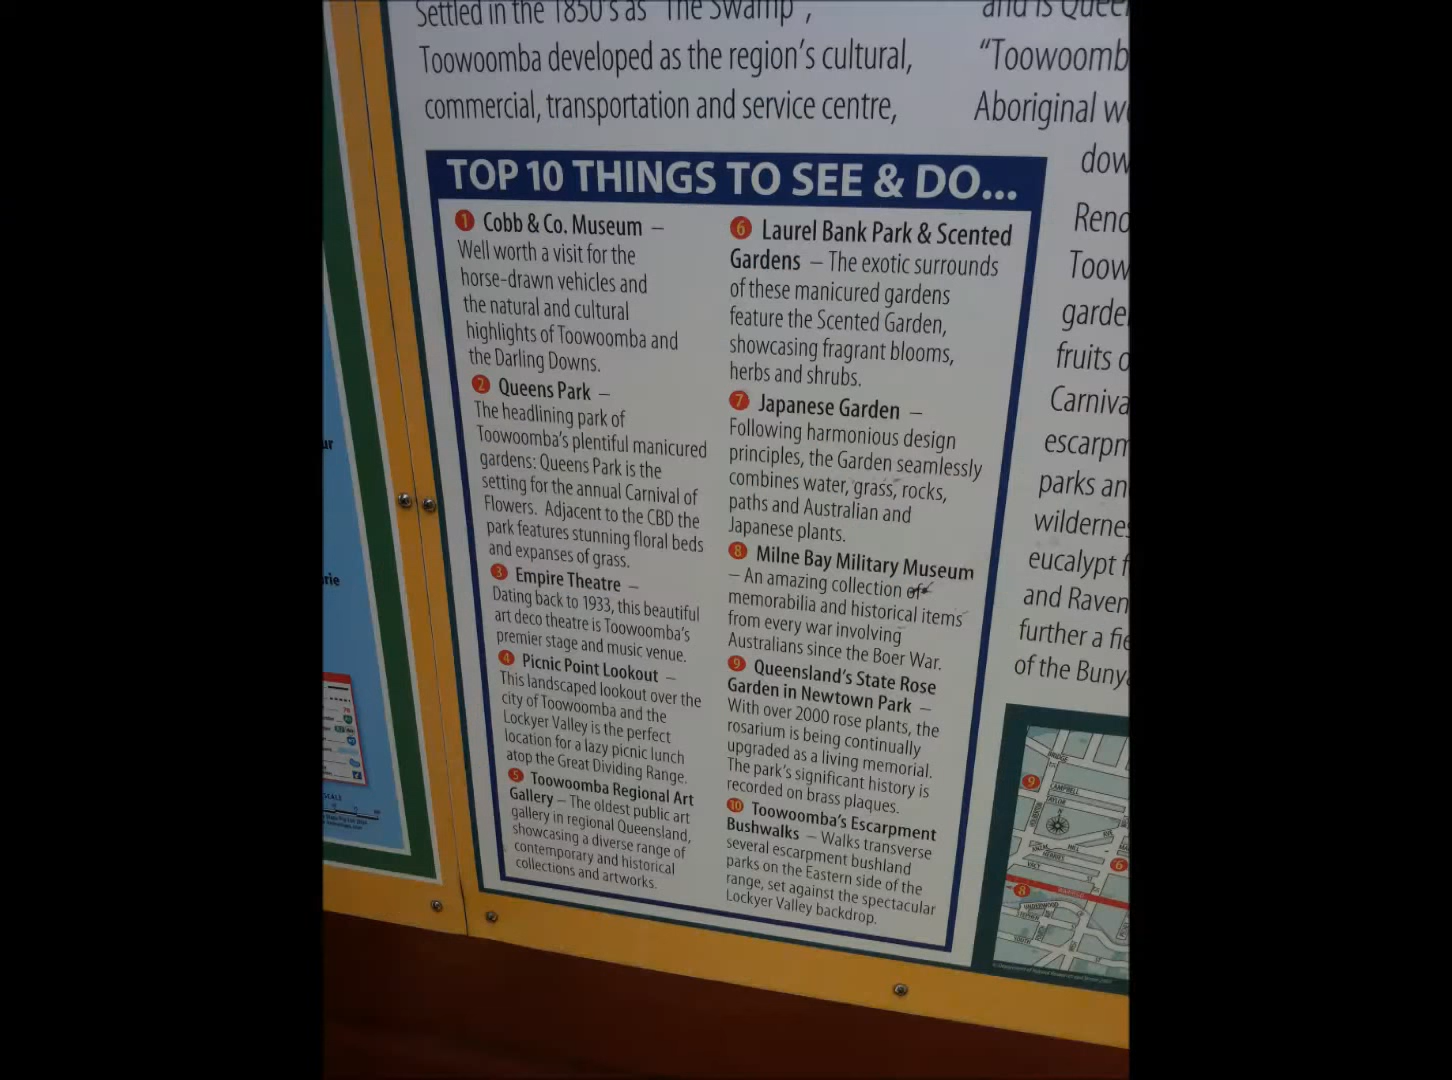 Settled in the 1850's as "The Swamp",
Toowoomba developed as the region's cultural,
commercial, transportation and service centre,
TOP 10 THINGS TO SEE & DO...
1 Cobb & Co. Museum –
Well worth a visit for the
horse-drawn vehicles and
the natural and cultural
highlights of Toowoomba and
the Darling Downs.
2 Queens Park –
The headlining park of
Toowoomba's plentiful manicured
gardens: Queens Park is the
setting for the annual Carnival of
Flowers. Adjacent to the CBD the
park features stunning floral beds
and expanses of grass.
3 Empire Theatre –
Dating back to 1933, this beautiful
art deco theatre is Toowoomba's
premier stage and music venue.
4 Picnic Point Lookout –
This landscaped lookout over the
city of Toowoomba and the
Lockyer Valley is the perfect
location for a lazy picnic lunch
atop the Great Dividing Range.
5 Toowoomba Regional Art
Gallery – The oldest public art
gallery in regional Queensland,
showcasing a diverse range of
contemporary and historical
collections and artworks.
6 Laurel Bank Park & Scented
Gardens – The exotic surrounds
of these manicured gardens
feature the Scented Garden,
showcasing fragrant blooms,
herbs and shrubs.
7 Japanese Garden –
Following harmonious design
principles, the Garden seamlessly
combines water, grass, rocks,
paths and Australian and
Japanese plants.
8 Milne Bay Military Museum
– An amazing collection of
memorabilia and historical items
from every war involving
Australians since the Boer War.
9 Queensland's State Rose
Garden in Newtown Park –
With over 2000 rose plants, the
rosarium is being continually
upgraded as a living memorial.
The park's significant history is
recorded on brass plaques.
10 Toowoomba's Escarpment
Bushwalks – Walks transverse
several escarpment bushland
parks on the Eastern side of the
range, set against the spectacular
Lockyer Valley backdrop.
and is Queen
"Toowoomb
Aboriginal w
dow
Reno
Toow
garde
fruits o
Carniva
escarpm
parks an
wildernes
eucalypt f
and Raven
further a fie
of the Bunya
9
CAMPBELL
TAYLOR
6
8